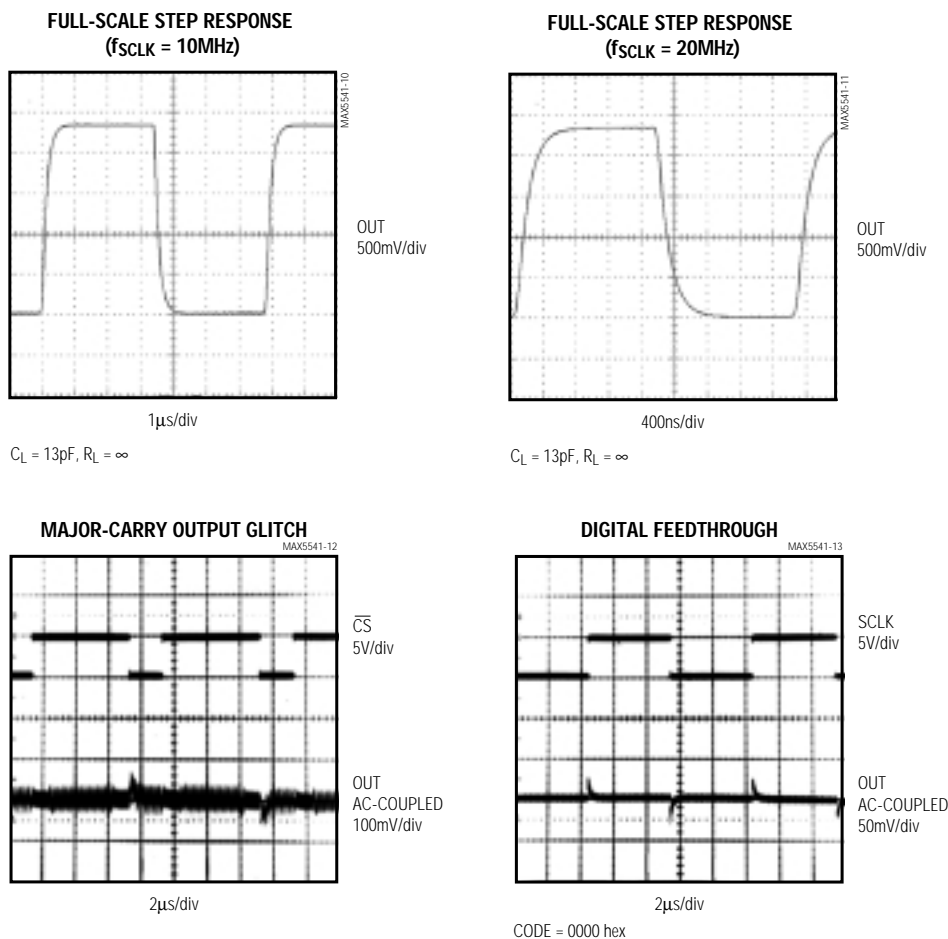 FULL-SCALE STEP RESPONSE
(fSCLK = 10MHz)
MAX5541-10
OUT
500mV/div
1µs/div
CL = 13pF, RL = ∞
FULL-SCALE STEP RESPONSE
(fSCLK = 20MHz)
MAX5541-11
OUT
500mV/div
400ns/div
CL = 13pF, RL = ∞
MAJOR-CARRY OUTPUT GLITCH
MAX5541-12
C̅S̅
5V/div
OUT
AC-COUPLED
100mV/div
2µs/div
DIGITAL FEEDTHROUGH
MAX5541-13
SCLK
5V/div
OUT
AC-COUPLED
50mV/div
2µs/div
CODE = 0000 hex